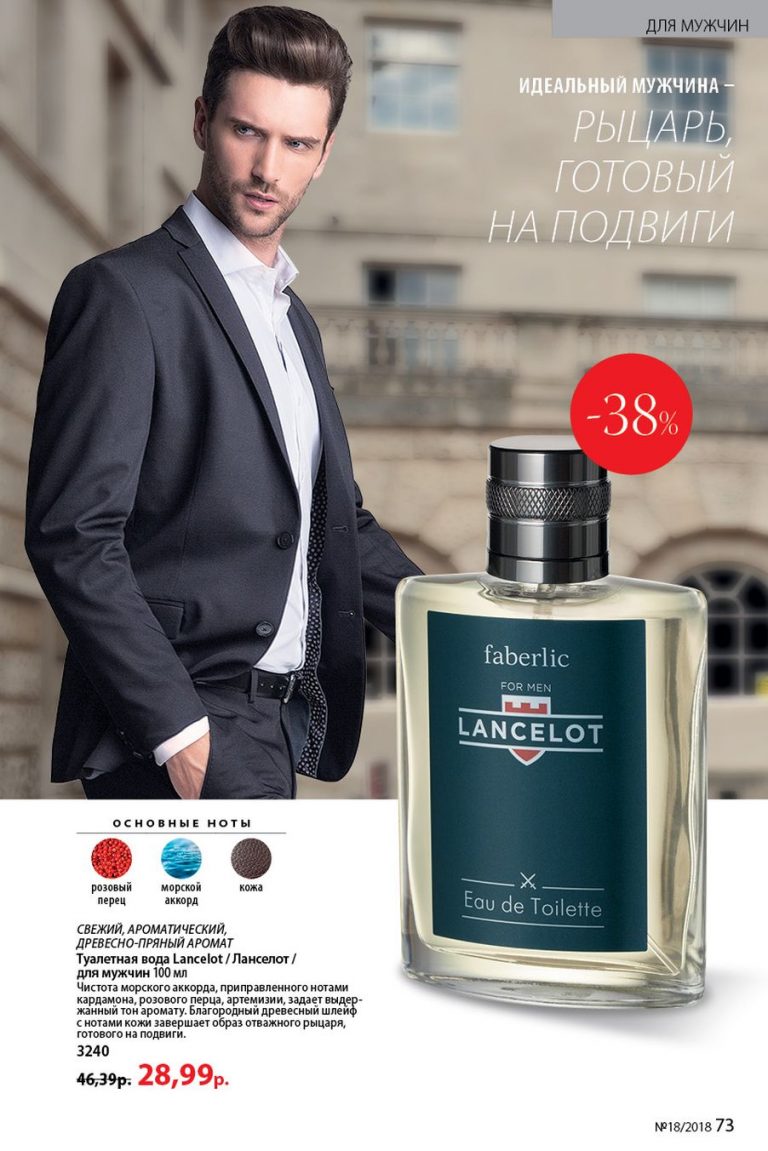 ДЛЯ МУЖЧИН
ИДЕАЛЬНЫЙ МУЖЧИНА –
РЫЦАРЬ,
ГОТОВЫЙ
НА ПОДВИГИ
-38%
faberlic
FOR MEN
LANCELOT
Eau de Toilette
ОСНОВНЫЕ НОТЫ
розовый
перец
морской
аккорд
кожа
СВЕЖИЙ, АРОМАТИЧЕСКИЙ,
ДРЕВЕСНО-ПРЯНЫЙ АРОМАТ
Туалетная вода Lancelot / Ланселот /
для мужчин 100 мл
Чистота морского аккорда, приправленного нотами
кардамона, розового перца, артемизии, задает выдер-
жанный тон аромату. Благородный древесный шлейф
с нотами кожи завершает образ отважного рыцаря,
готового на подвиги.
3240
46,39р. 28,99р.
№18/2018 73